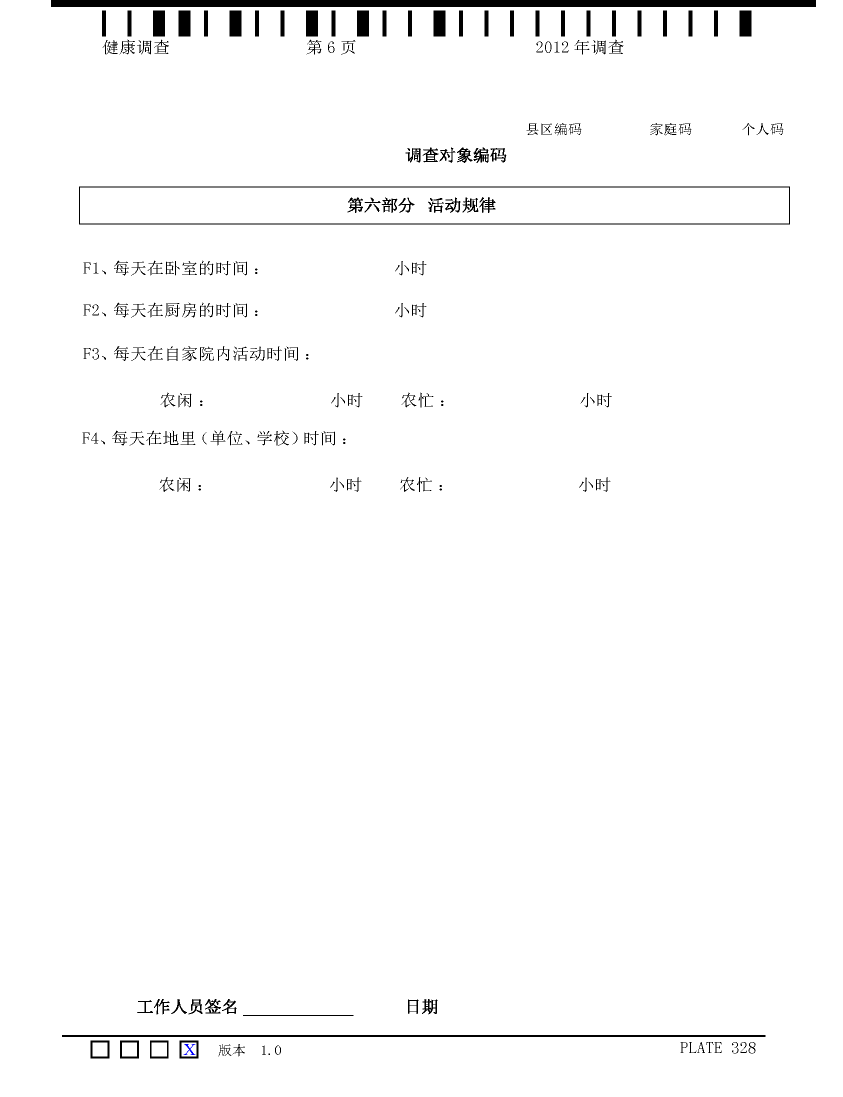 健康调查 第 6 页 2012 年调查
县区编码 家庭码 个人码
调查对象编码
第六部分 活动规律
F1、每天在卧室的时间： 小时
F2、每天在厨房的时间： 小时
F3、每天在自家院内活动时间：
农闲： 小时 农忙： 小时
F4、每天在地里（单位、学校）时间：
农闲： 小时 农忙： 小时
工作人员签名 ____________ 日期
X 版本 1.0 PLATE 328